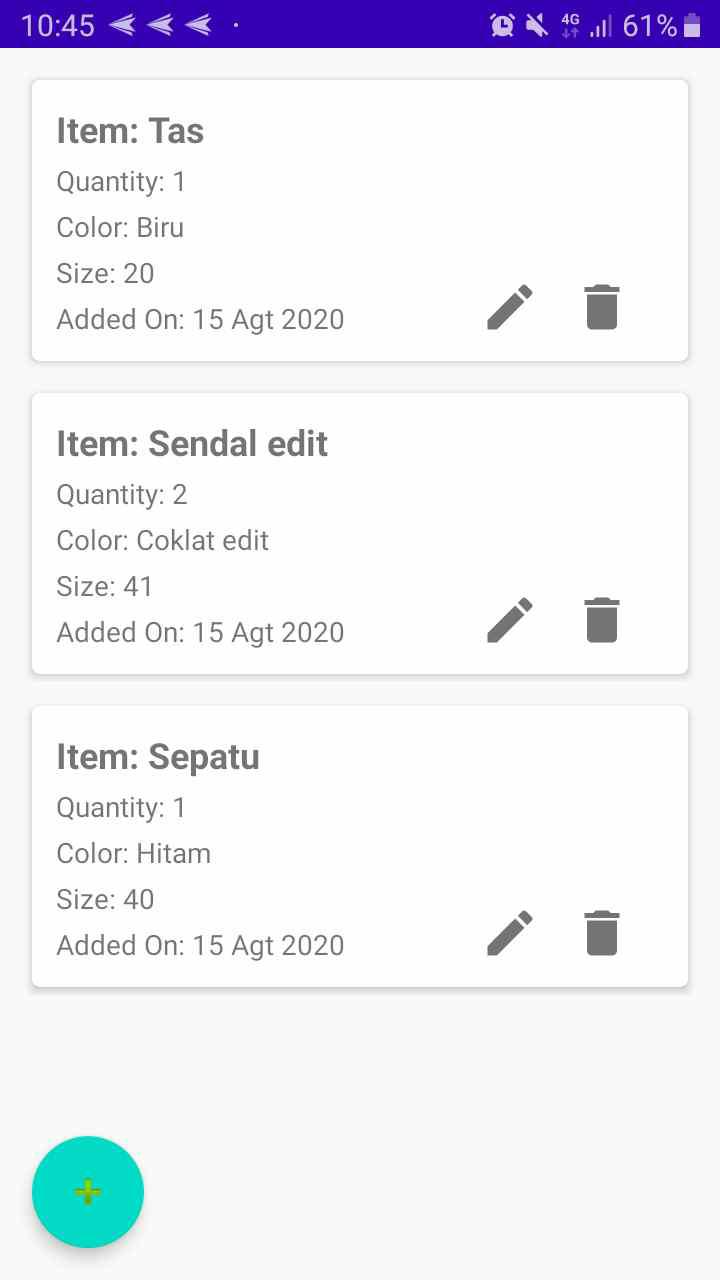 10:45
4G
61%
Item: Tas
Quantity: 1
Color: Biru
Size: 20
Added On: 15 Agt 2020
Item: Sendal edit
Quantity: 2
Color: Coklat edit
Size: 41
Added On: 15 Agt 2020
Item: Sepatu
Quantity: 1
Color: Hitam
Size: 40
Added On: 15 Agt 2020